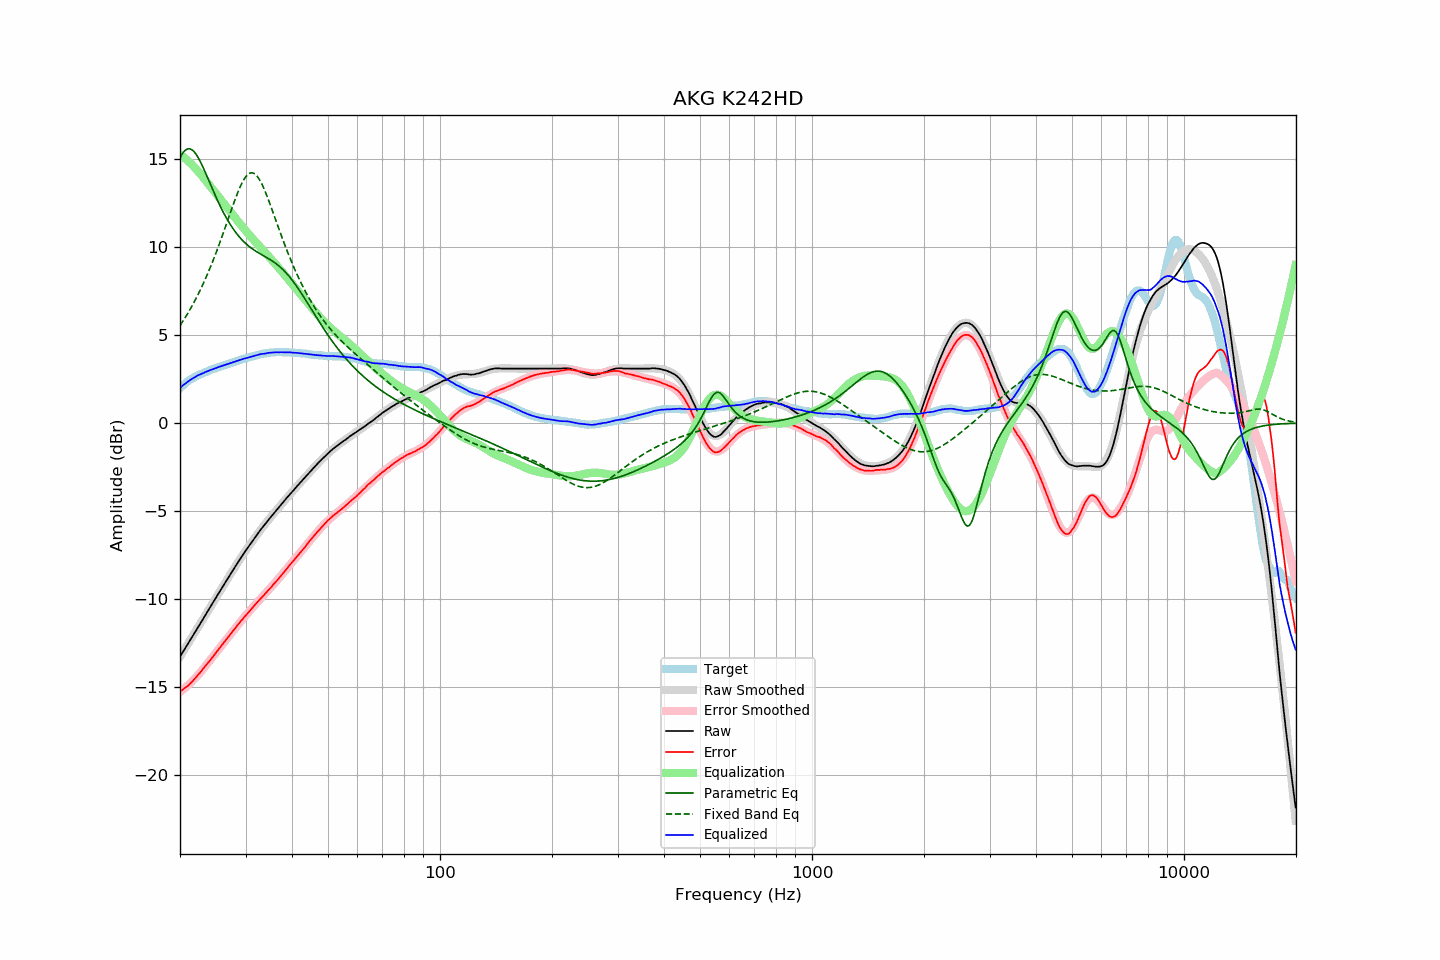 AKG K242HD
Amplitude (dBr)
15
10
5
0
−5
−10
−15
−20
Target
Raw Smoothed
Error Smoothed
Raw
Error
Equalization
Parametric Eq
Fixed Band Eq
Equalized
100
1000
10000
Frequency (Hz)